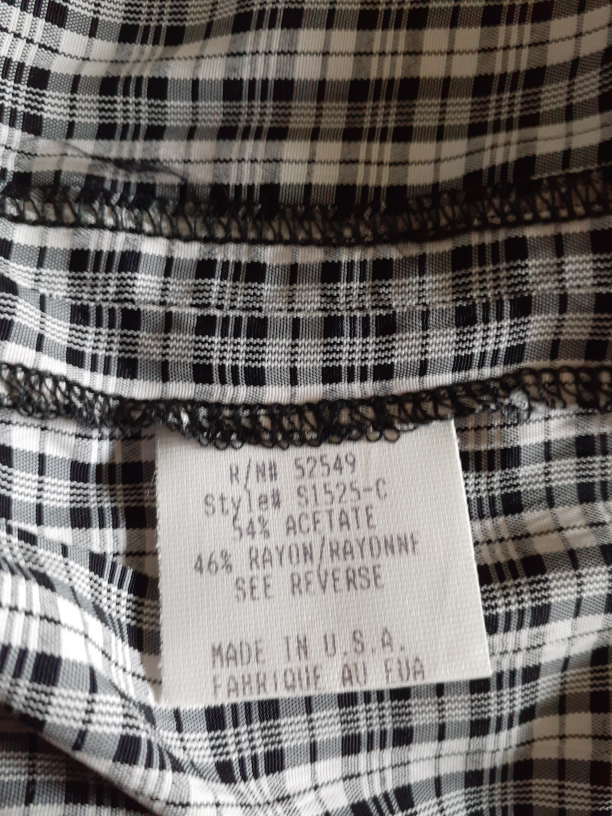 R/N# 52549
Style# S1525-C
54% ACETATE
46% RAYON/RAYONNE
SEE REVERSE
MADE IN U.S.A.
FABRIQUE AU EUA